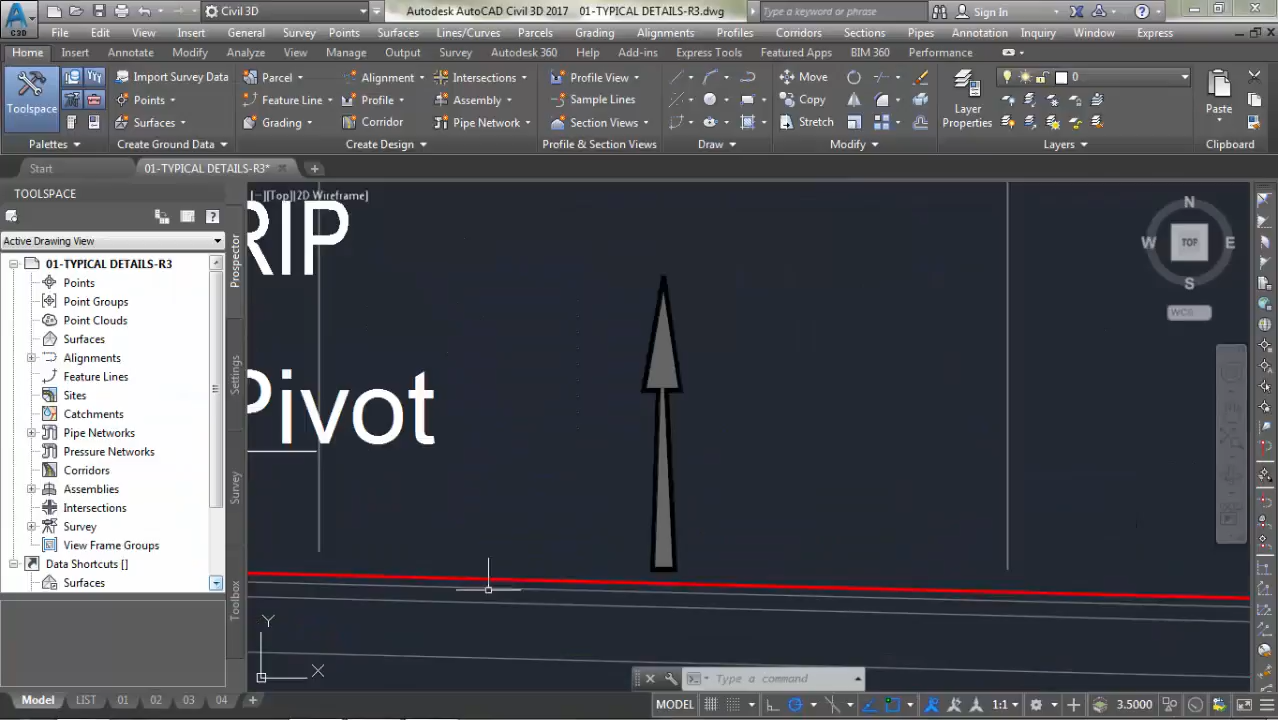 Civil 3D Autodesk AutoCAD Civil 3D 2017 01-TYPICAL DETAILS-R3.dwg Type a keyword or phrase Sign In
C3D
File Edit View Insert General Survey Points Surfaces Lines/Curves Parcels Grading Alignments Profiles Corridors Sections Pipes Annotation Inquiry Window Express
Home Insert Annotate Modify Analyze View Manage Output Survey Autodesk 360 Help Add-ins Express Tools Featured Apps BIM 360 Performance
Import Survey Data Parcel Alignment Intersections Profile View Move 0
Points Feature Line Profile Assembly Sample Lines Copy
Toolspace Surfaces Grading Corridor Pipe Network Section Views Stretch Layer Properties Paste
Palettes Create Ground Data Create Design Profile & Section Views Draw Modify Layers Clipboard
Start 01-TYPICAL DETAILS-R3*
TOOLSPACE
[−][Top][2D Wireframe]
Active Drawing View
01-TYPICAL DETAILS-R3
Points
Point Groups
Point Clouds
Surfaces
Alignments
Feature Lines
Sites
Catchments
Pipe Networks
Pressure Networks
Corridors
Assemblies
Intersections
Survey
View Frame Groups
Data Shortcuts []
Surfaces
Prospector
Settings
Survey
Toolbox
RIP
Pivot
N
W TOP E
S
WCS
Y
X
Type a command
Model LIST 01 02 03 04 MODEL 1:1 3.5000